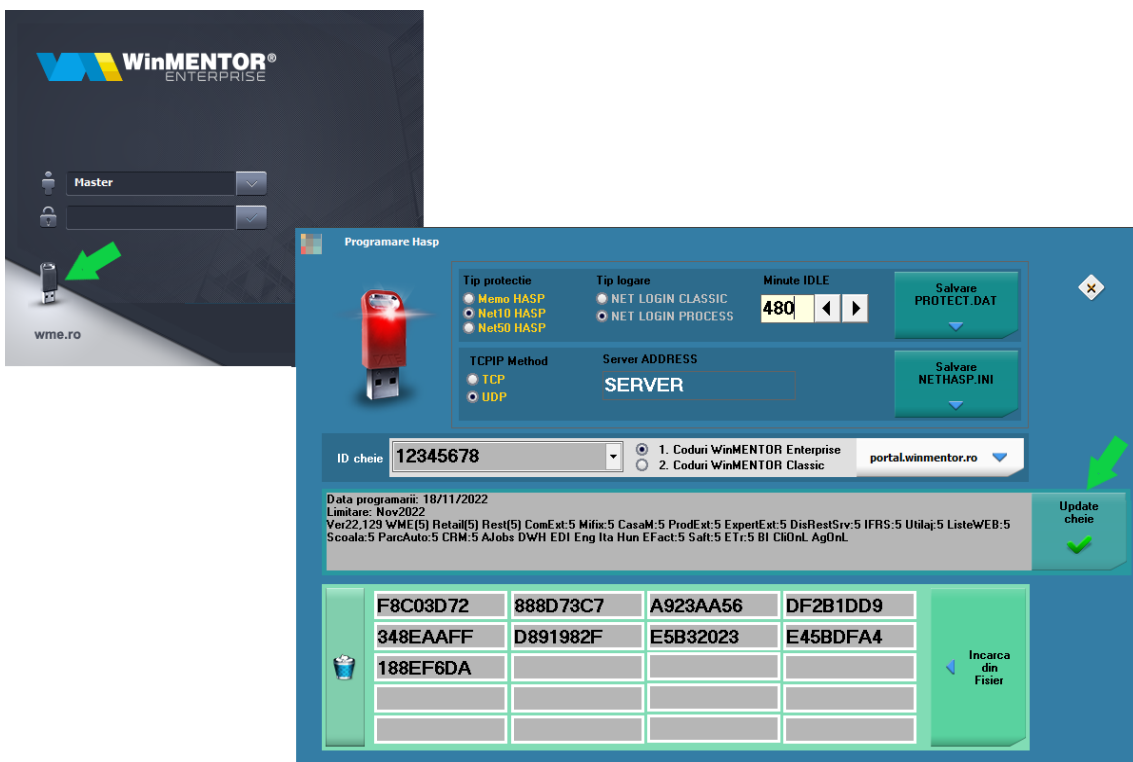 WinMENTOR®
ENTERPRISE
Master
wme.ro
Programare Hasp
Tip protectie
Memo HASP
Net10 HASP
Net50 HASP
Tip logare
NET LOGIN CLASSIC
NET LOGIN PROCESS
Minute IDLE
480
Salvare
PROTECT.DAT
TCPIP Method
TCP
UDP
Server ADDRESS
SERVER
Salvare
NETHASP.INI
ID cheie
12345678
1. Coduri WinMENTOR Enterprise
2. Coduri WinMENTOR Classic
portal.winmentor.ro
Data programarii: 18/11/2022
Limitare: Nov2022
Ver22,129 WME(5) Retail(5) Rest(5) ComExt:5 Mifix:5 CasaM:5 ProdExt:5 ExpertExt:5 DisRestSrv:5 IFRS:5 Utilaj:5 ListeWEB:5
Scoala:5 ParcAuto:5 CRM:5 AJobs DWH EDI Eng Ita Hun EFact:5 Saft:5 ETr:5 BI CliOnL AgOnL
Update
cheie
F8C03D72 888D73C7 A923AA56 DF2B1DD9
348EAAFF D891982F E5B32023 E45BDFA4
188EF6DA
Incarca
din
Fisier